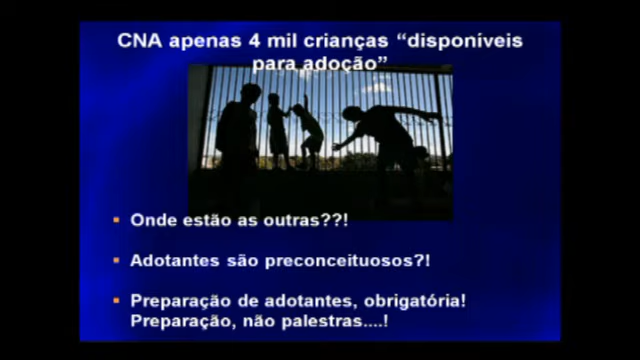 CNA apenas 4 mil crianças “disponíveis
para adoção”
Onde estão as outras??!
Adotantes são preconceituosos?!
Preparação de adotantes, obrigatória!
Preparação, não palestras....!